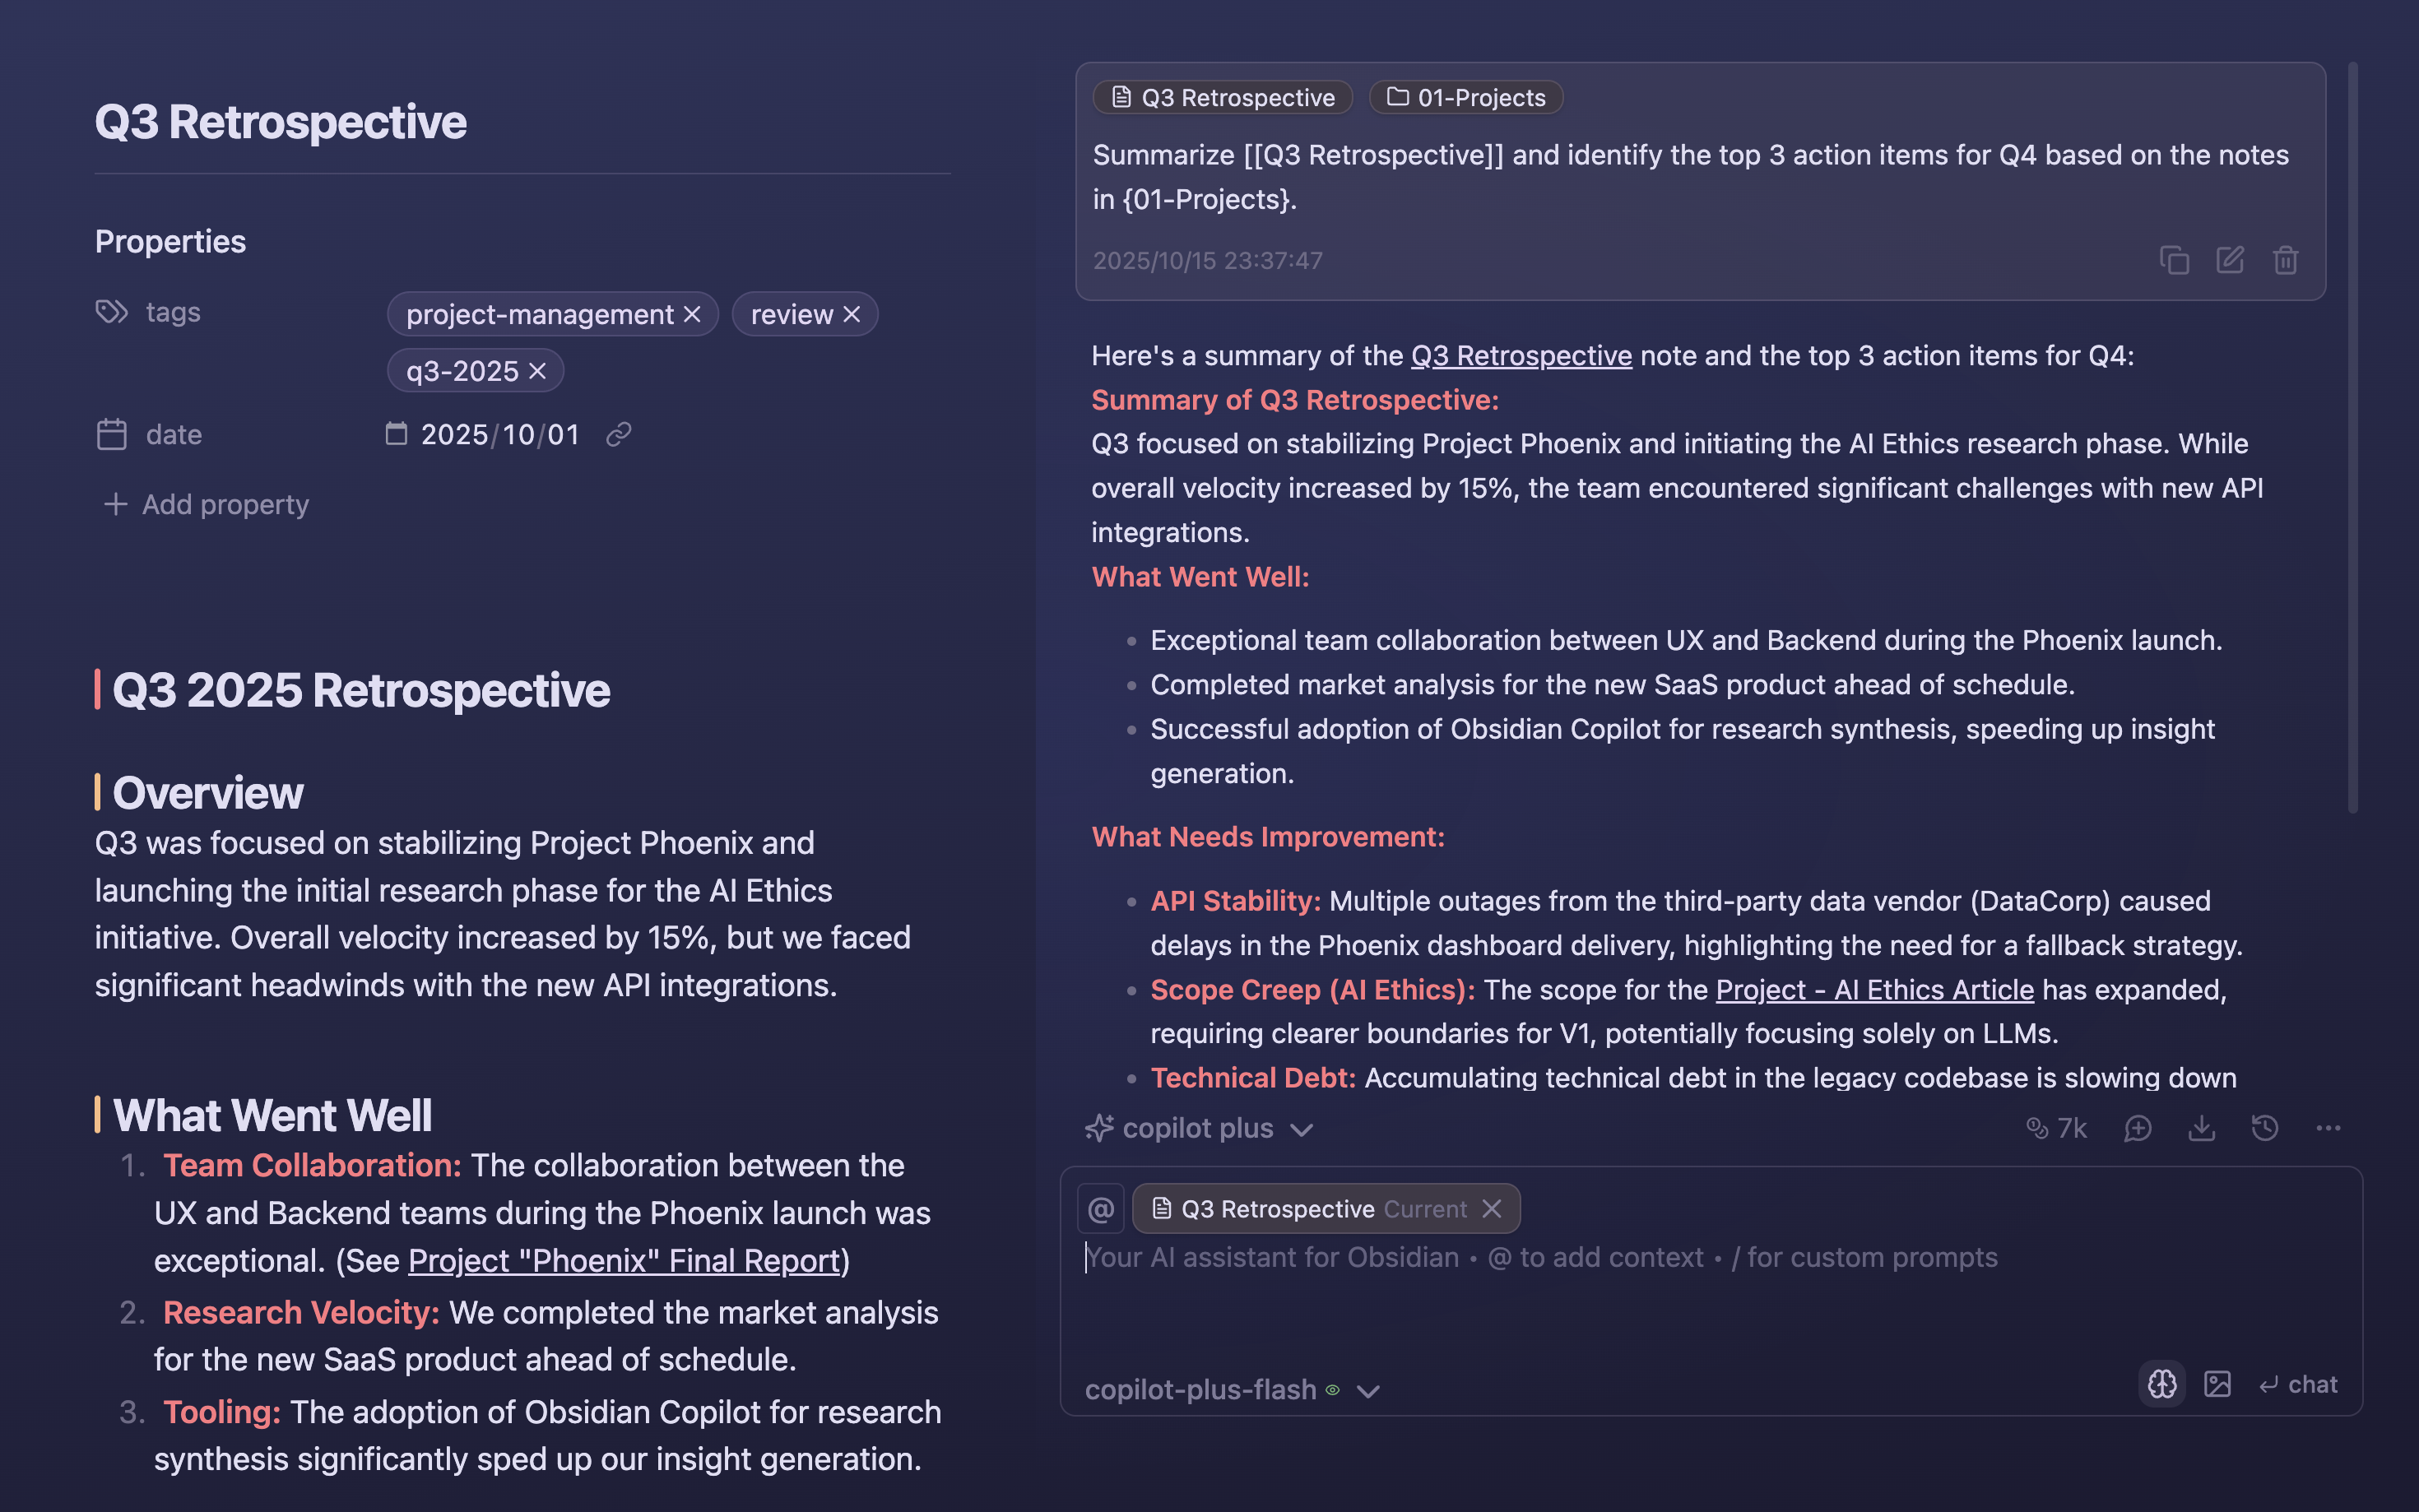 Q3 Retrospective
Properties
tags
project-management
review
q3-2025
date
2025/10/01
Add property
Q3 2025 Retrospective
Overview
Q3 was focused on stabilizing Project Phoenix and
launching the initial research phase for the AI Ethics
initiative. Overall velocity increased by 15%, but we faced
significant headwinds with the new API integrations.
What Went Well
1. Team Collaboration: The collaboration between the
UX and Backend teams during the Phoenix launch was
exceptional. (See Project "Phoenix" Final Report)
2. Research Velocity: We completed the market analysis
for the new SaaS product ahead of schedule.
3. Tooling: The adoption of Obsidian Copilot for research
synthesis significantly sped up our insight generation.
Q3 Retrospective
01-Projects
Summarize [[Q3 Retrospective]] and identify the top 3 action items for Q4 based on the notes
in {01-Projects}.
2025/10/15 23:37:47
Here's a summary of the Q3 Retrospective note and the top 3 action items for Q4:
Summary of Q3 Retrospective:
Q3 focused on stabilizing Project Phoenix and initiating the AI Ethics research phase. While
overall velocity increased by 15%, the team encountered significant challenges with new API
integrations.
What Went Well:
• Exceptional team collaboration between UX and Backend during the Phoenix launch.
• Completed market analysis for the new SaaS product ahead of schedule.
• Successful adoption of Obsidian Copilot for research synthesis, speeding up insight
generation.
What Needs Improvement:
• API Stability: Multiple outages from the third-party data vendor (DataCorp) caused
delays in the Phoenix dashboard delivery, highlighting the need for a fallback strategy.
• Scope Creep (AI Ethics): The scope for the Project - AI Ethics Article has expanded,
requiring clearer boundaries for V1, potentially focusing solely on LLMs.
• Technical Debt: Accumulating technical debt in the legacy codebase is slowing down
copilot plus
7k
@ Q3 Retrospective Current
Your AI assistant for Obsidian • @ to add context • / for custom prompts
copilot-plus-flash
chat